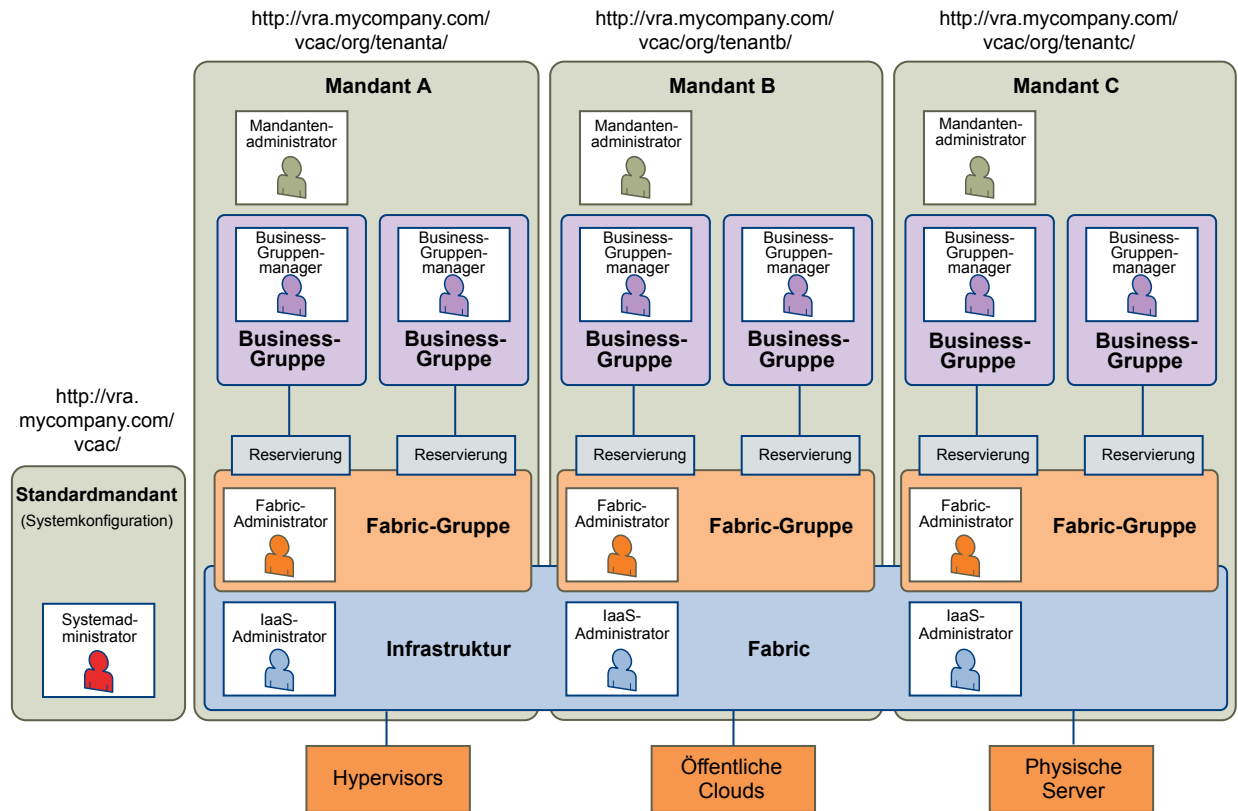 http://vra.mycompany.com/
vcac/org/tenanta/
http://vra.mycompany.com/
vcac/org/tenantb/
http://vra.mycompany.com/
vcac/org/tenantc/
Mandant A
Mandant B
Mandant C
Mandanten-
administrator
Mandanten-
administrator
Mandanten-
administrator
Business-
Gruppen-
manager
Business-
Gruppe
Business-
Gruppen-
manager
Business-
Gruppe
Business-
Gruppen-
manager
Business-
Gruppe
Business-
Gruppen-
manager
Business-
Gruppe
Business-
Gruppen-
manager
Business-
Gruppe
Business-
Gruppen-
manager
Business-
Gruppe
http://vra.
mycompany.com/
vcac/
Reservierung
Reservierung
Reservierung
Reservierung
Reservierung
Reservierung
Standardmandant
(Systemkonfiguration)
Fabric-
Administrator
Fabric-Gruppe
Fabric-
Administrator
Fabric-Gruppe
Fabric-
Administrator
Fabric-Gruppe
Systemad-
ministrator
IaaS-
Administrator
Infrastruktur
IaaS-
Administrator
Fabric
IaaS-
Administrator
Hypervisors
Öffentliche
Clouds
Physische
Server